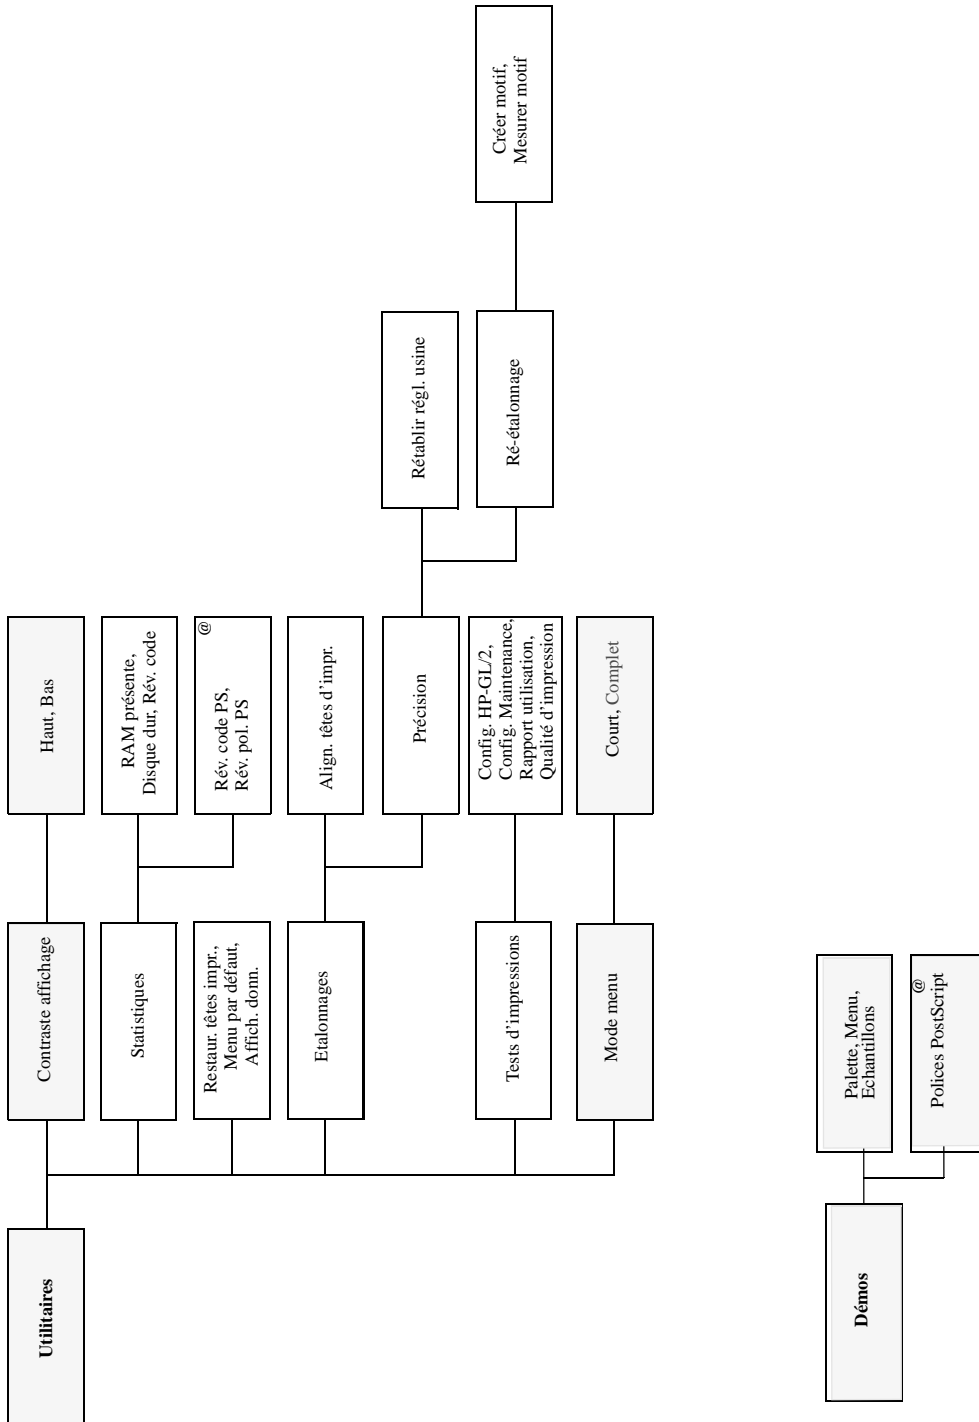 Utilitaires
Contraste affichage
Haut, Bas
Statistiques
RAM présente,
Disque dur, Rév. code
@
Rév. code PS,
Rév. pol. PS
Restaur. têtes impr.,
Menu par défaut,
Affich. donn.
Etalonnages
Align. têtes d’impr.
Précision
Rétablir régl. usine
Ré-étalonnage
Créer motif,
Mesurer motif
Tests d’impressions
Config. HP-GL/2,
Config. Maintenance,
Rapport utilisation,
Qualité d’impression
Mode menu
Court, Complet
Démos
Palette, Menu,
Echantillons
@
Polices PostScript